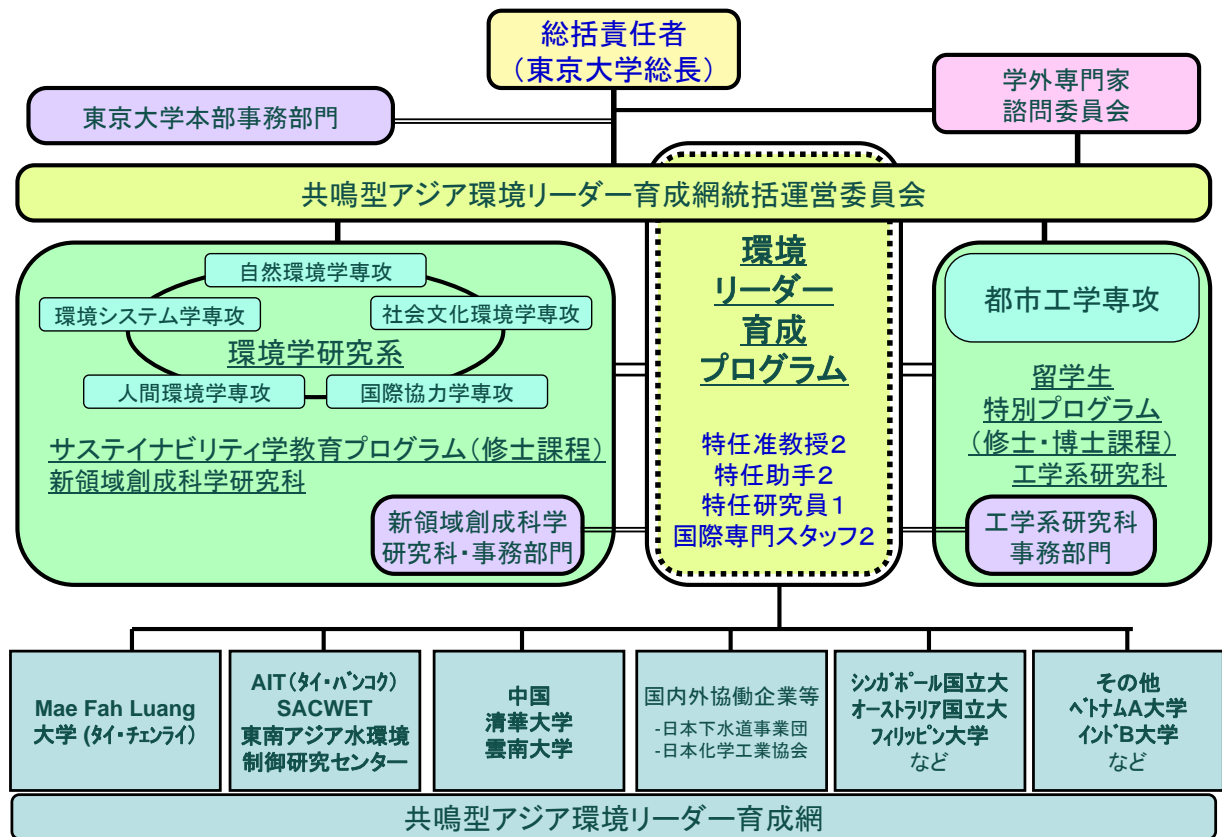 総括責任者
（東京大学総長）
東京大学本部事務部門
学外専門家
諮問委員会
共鳴型アジア環境リーダー育成網統括運営委員会
自然環境学専攻
環境システム学専攻
社会文化環境学専攻
環境学研究系
人間環境学専攻
国際協力学専攻
サステイナビリティ学教育プログラム（修士課程）
新領域創成科学研究科
新領域創成科学
研究科・事務部門
環境
リーダー
育成
プログラム
特任准教授2
特任助手2
特任研究員1
国際専門スタッフ2
都市工学専攻
留学生
特別プログラム
（修士・博士課程）
工学系研究科
工学系研究科
事務部門
Mae Fah Luang
大学 (タイ・チェンライ)
AIT（ﾀｲ・ﾊﾞﾝｺｸ）
SACWET
東南アジア水環境
制御研究センター
中国
清華大学
雲南大学
国内外協働企業等
-日本下水道事業団
-日本化学工業協会
ｼﾝｶﾞﾎﾟｰﾙ国立大
ｵｰｽﾄﾗﾘｱ国立大
ﾌｨﾘｯﾋﾟﾝ大学
など
その他
ﾍﾞﾄﾅﾑA大学
ｲﾝﾄﾞB大学
など
共鳴型アジア環境リーダー育成網